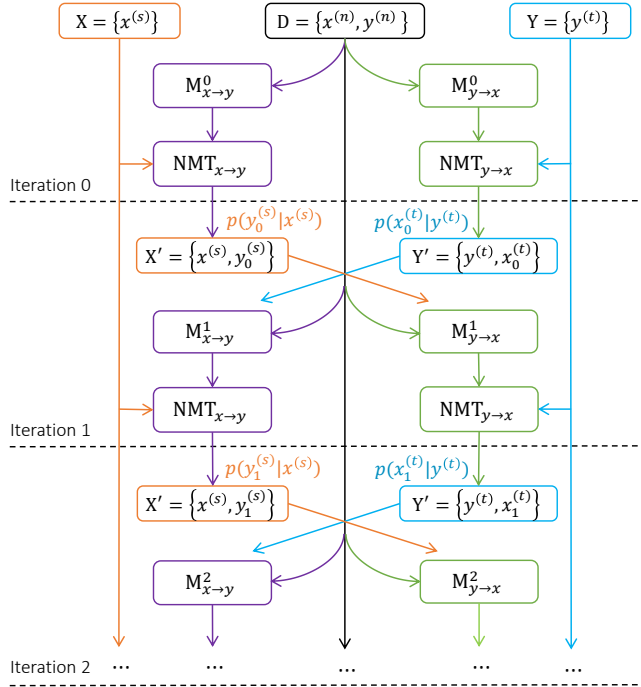 X = {x^(s)} D = {x^(n), y^(n)} Y = {y^(t)}
M^0_{x→y} M^0_{y→x}
NMT_{x→y} NMT_{y→x}
Iteration 0
p(y_0^(s)|x^(s)) p(x_0^(t)|y^(t))
X′ = {x^(s), y_0^(s)} Y′ = {y^(t), x_0^(t)}
M^1_{x→y} M^1_{y→x}
NMT_{x→y} NMT_{y→x}
Iteration 1
p(y_1^(s)|x^(s)) p(x_1^(t)|y^(t))
X′ = {x^(s), y_1^(s)} Y′ = {y^(t), x_1^(t)}
M^2_{x→y} M^2_{y→x}
Iteration 2 ... ... ... ... ...